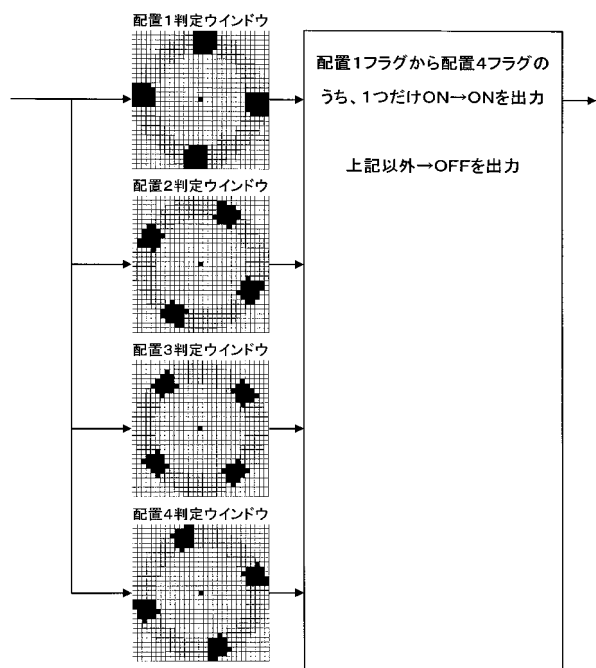 配置1判定ウインドウ
配置1フラグから配置4フラグの
うち、1つだけON→ONを出力
上記以外→OFFを出力
配置2判定ウインドウ
配置3判定ウインドウ
配置4判定ウインドウ